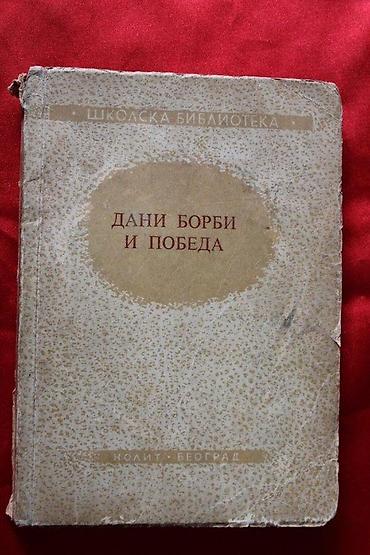 • ШКОЛСКА БИБЛИОТЕКА •
ДАНИ БОРБИ
И ПОБЕДА
НОЛИТ • БЕОГРАД